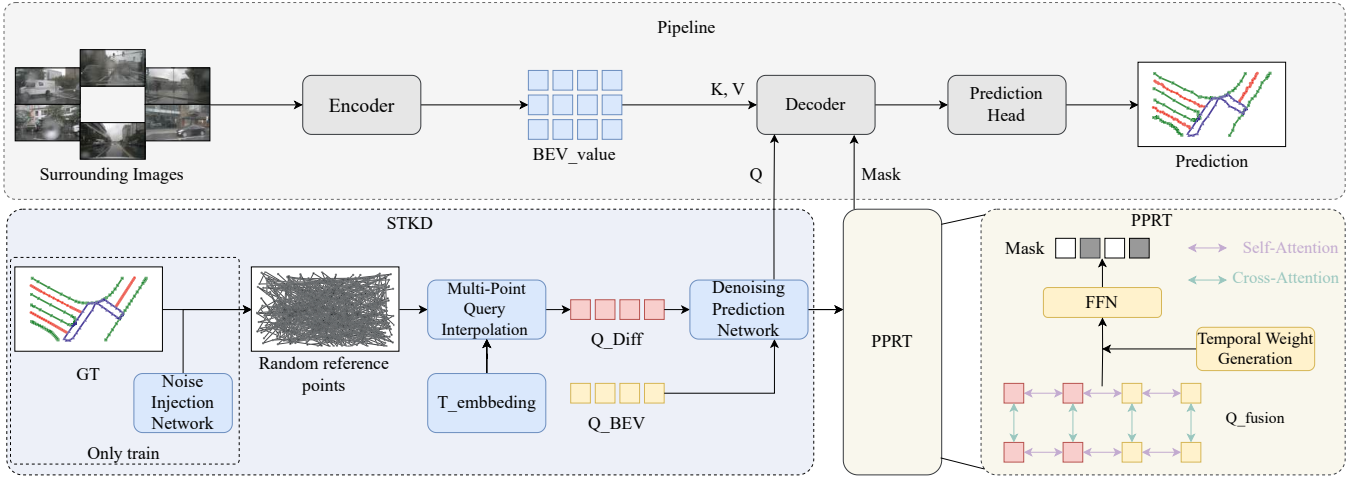 Pipeline
Surrounding Images
Encoder
BEV_value
K, V
Decoder
Prediction
Head
Prediction
Q
Mask
STKD
GT
Noise
Injection
Network
Only train
Random reference
points
Multi-Point
Query
Interpolation
T_embbeding
Q_Diff
Q_BEV
Denoising
Prediction
Network
PPRT
PPRT
Mask
Self-Attention
Cross-Attention
FFN
Temporal Weight
Generation
Q_fusion